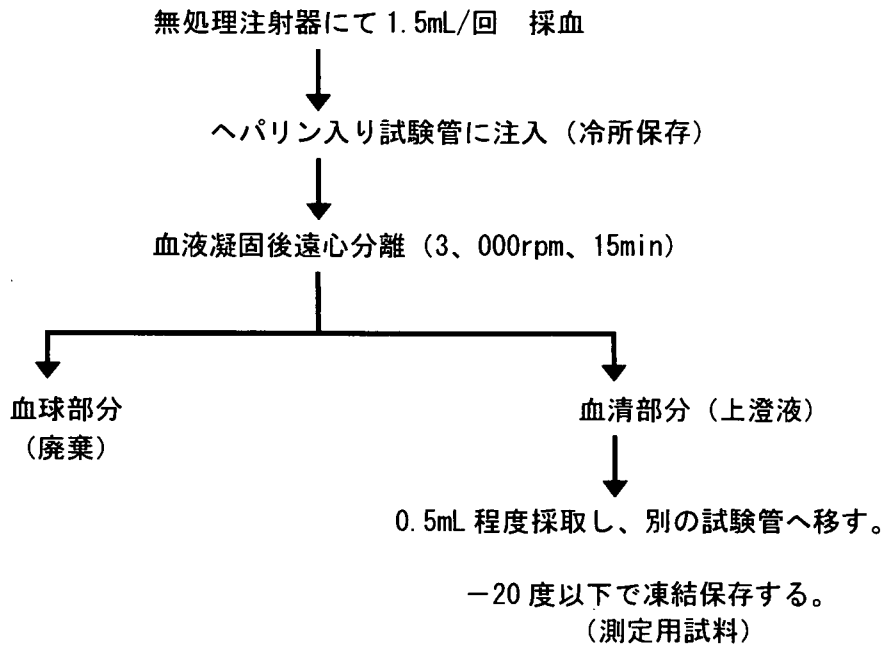 無処理注射器にて1.5mL/回　採血
ヘパリン入り試験管に注入（冷所保存）
血液凝固後遠心分離（3、000rpm、15min）
血球部分
（廃棄）
血清部分（上澄液）
0.5mL 程度採取し、別の試験管へ移す。
－20 度以下で凍結保存する。
（測定用試料）